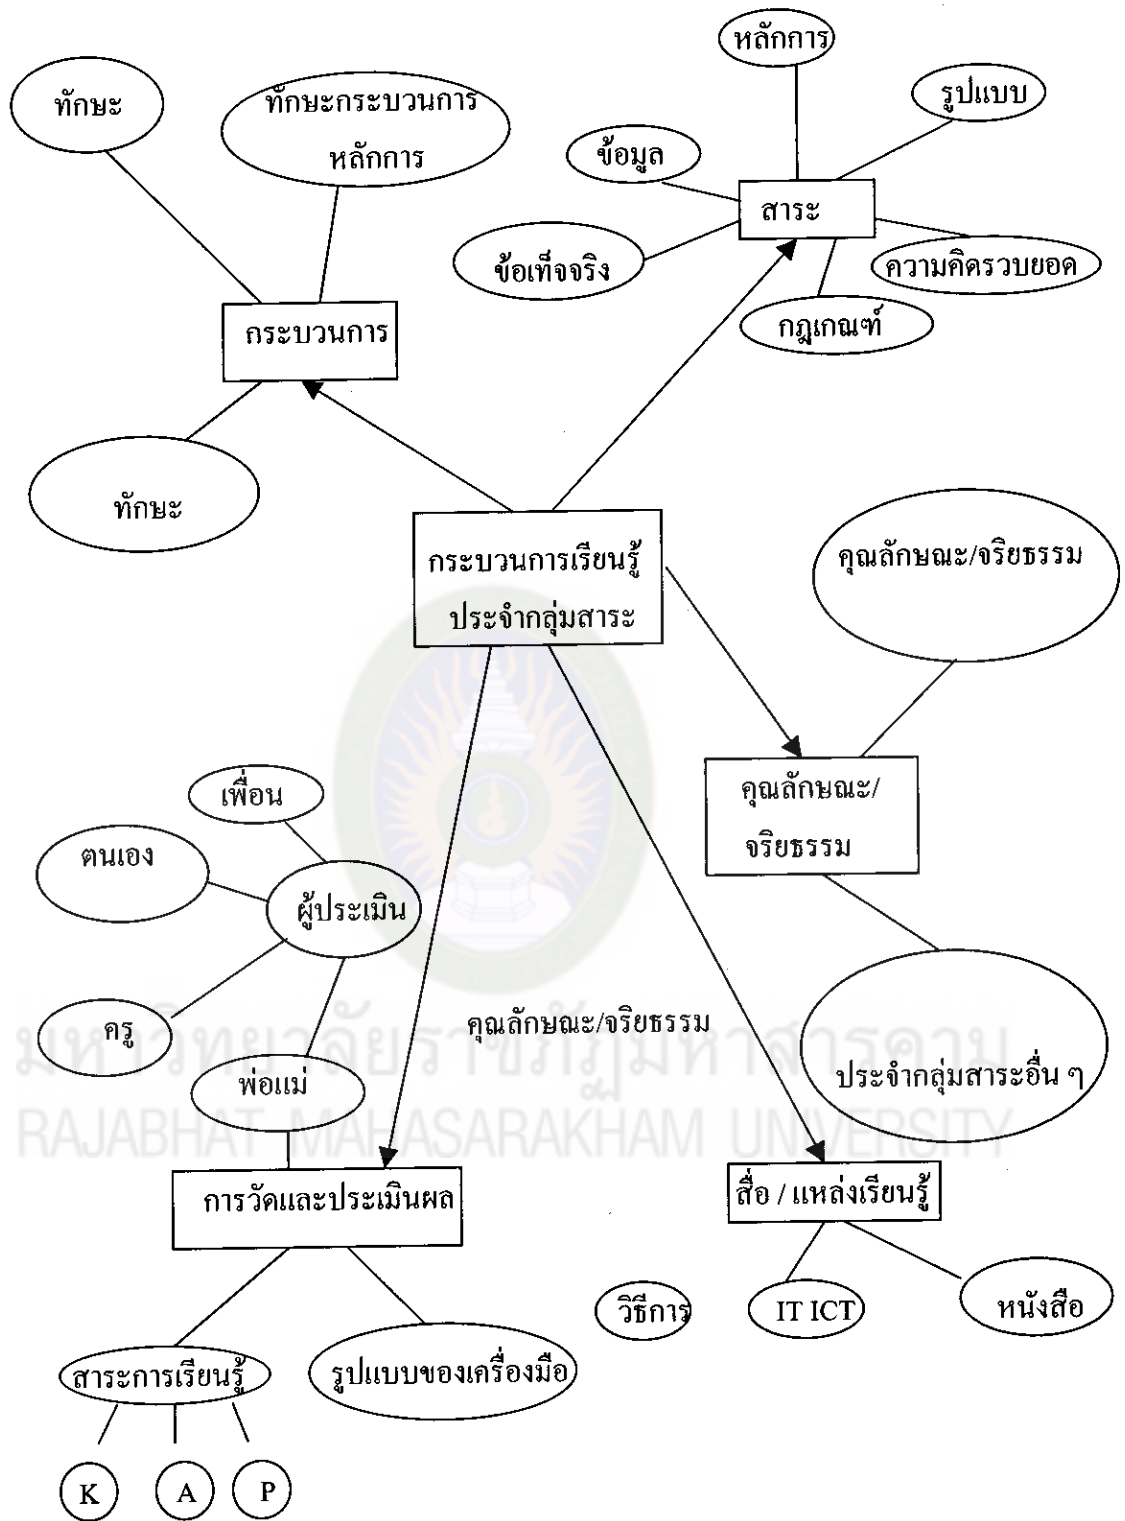 หลักการ
รูปแบบ
ทักษะ
ทักษะกระบวนการ
หลักการ
ข้อมูล
สาระ
ข้อเท็จจริง
ความคิดรวบยอด
กฎเกณฑ์
กระบวนการ
ทักษะ
กระบวนการเรียนรู้
ประจำกลุ่มสาระ
คุณลักษณะ/จริยธรรม
คุณลักษณะ/
จริยธรรม
เพื่อน
ตนเอง
ผู้ประเมิน
ครู
พ่อแม่
คุณลักษณะ/จริยธรรม
ประจำกลุ่มสาระอื่น ๆ
มหาวิทยาลัยราชภัฏมหาสารคาม
RAJABHAT MAHASARAKHAM UNIVERSITY
การวัดและประเมินผล
สื่อ / แหล่งเรียนรู้
วิธีการ
IT ICT
หนังสือ
สาระการเรียนรู้
รูปแบบของเครื่องมือ
K
A
P